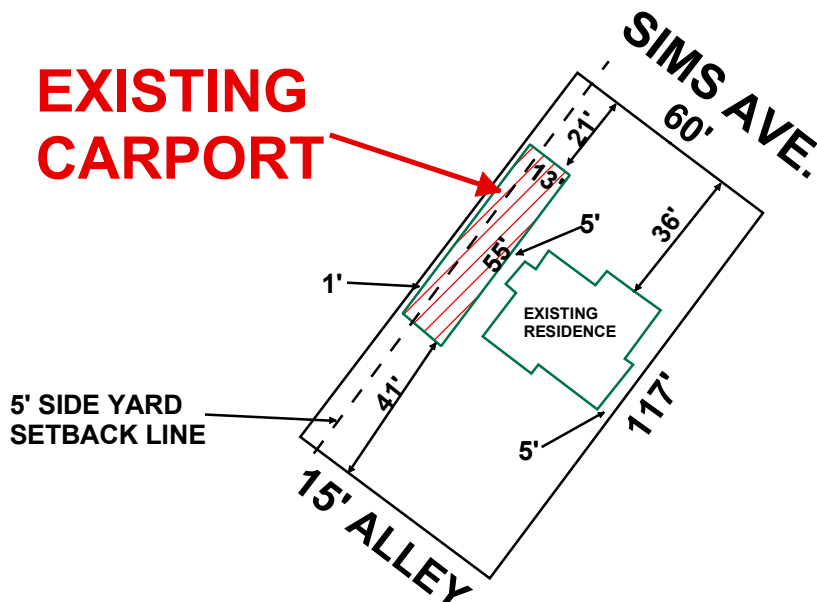 SIMS AVE.
60'
EXISTING
CARPORT
21'
13'
36'
5'
55'
1'
EXISTING
RESIDENCE
41'
117'
5' SIDE YARD
SETBACK LINE
5'
15' ALLEY